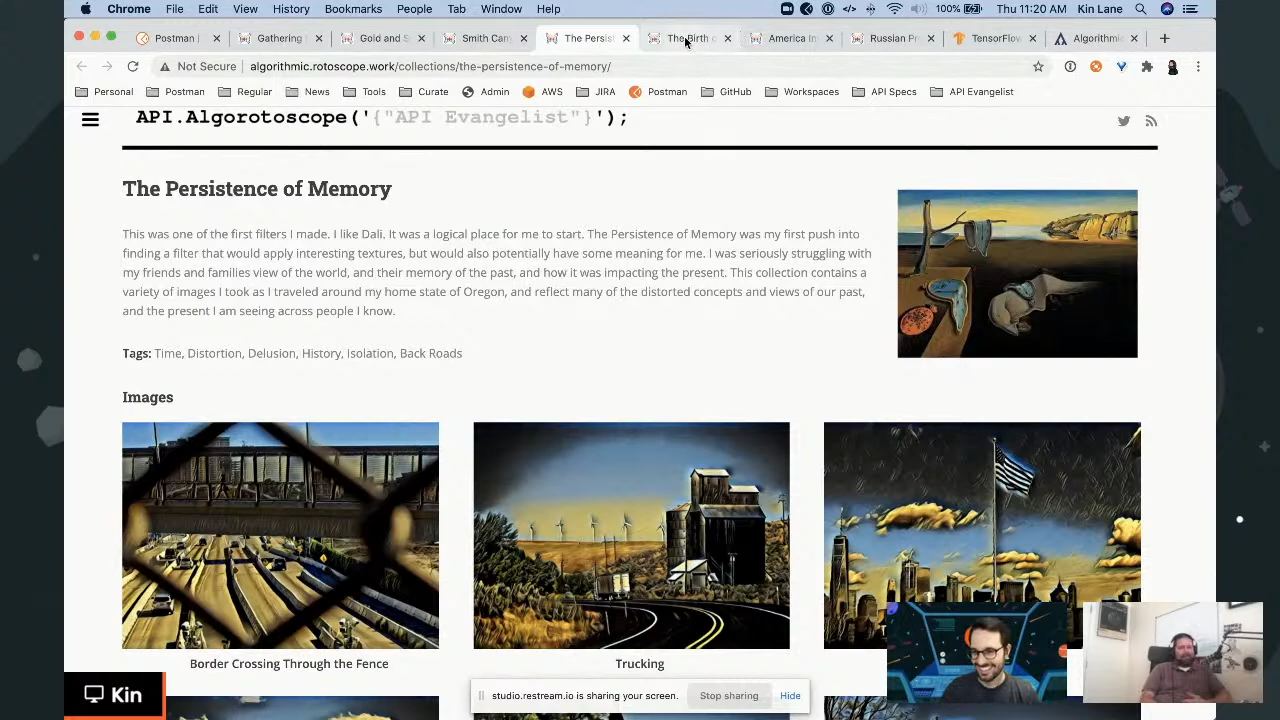 Chrome File Edit View History Bookmarks People Tab Window Help 100% Thu 11:20 AM Kin Lane
Postman Gathering Gold and S Smith Can The Persist The Birth o America In Russian Pr TensorFlow Algorithmic
Not Secure algorithmic.rotoscope.work/collections/the-persistence-of-memory/
Personal Postman Regular News Tools Curate Admin AWS JIRA Postman GitHub Workspaces API Specs API Evangelist
API.Algorotoscope('{"API Evangelist"}');
The Persistence of Memory
This was one of the first filters I made. I like Dali. It was a logical place for me to start. The Persistence of Memory was my first push into
finding a filter that would apply interesting textures, but would also potentially have some meaning for me. I was seriously struggling with
my friends and families view of the world, and their memory of the past, and how it was impacting the present. This collection contains a
variety of images I took as I traveled around my home state of Oregon, and reflect many of the distorted concepts and views of our past,
and the present I am seeing across people I know.
Tags: Time, Distortion, Delusion, History, Isolation, Back Roads
Images
Border Crossing Through the Fence
Trucking
studio.restream.io is sharing your screen. Stop sharing Hide
Kin